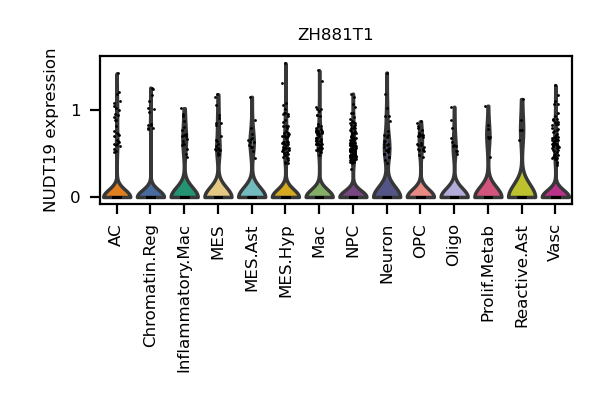 ZH881T1
NUDT19 expression
1
0
AC
Chromatin.Reg
Inflammatory.Mac
MES
MES.Ast
MES.Hyp
Mac
NPC
Neuron
OPC
Oligo
Prolif.Metab
Reactive.Ast
Vasc